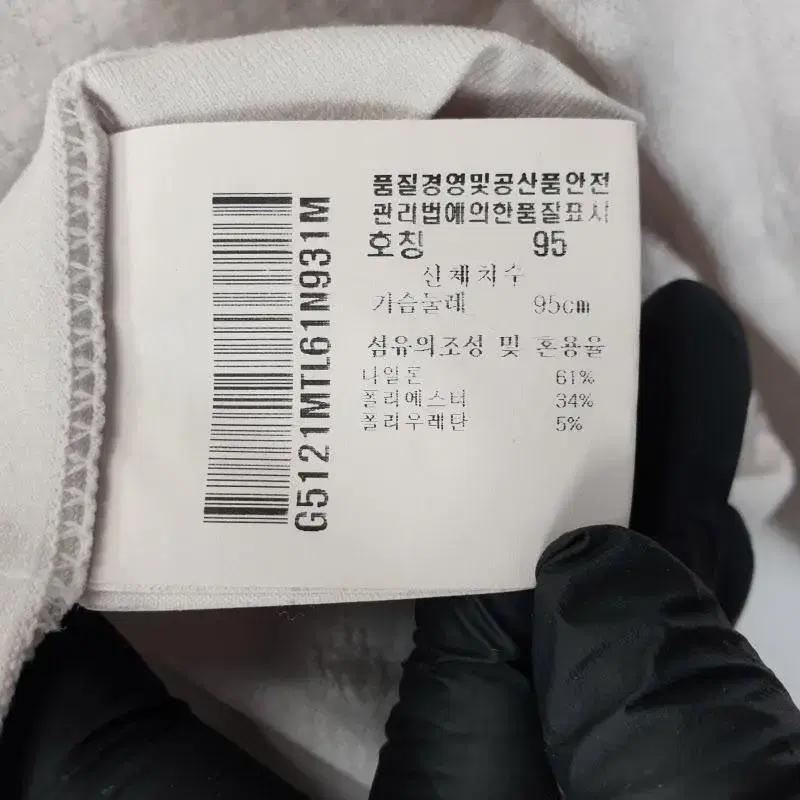 품질경영및공산품안전
관리법에의한품질표시
호칭 95
신체치수
가슴둘레 95cm
섬유의조성 및 혼용율
나일론 61%
폴리에스터 34%
폴리우레탄 5%
G5121MTL61N931M